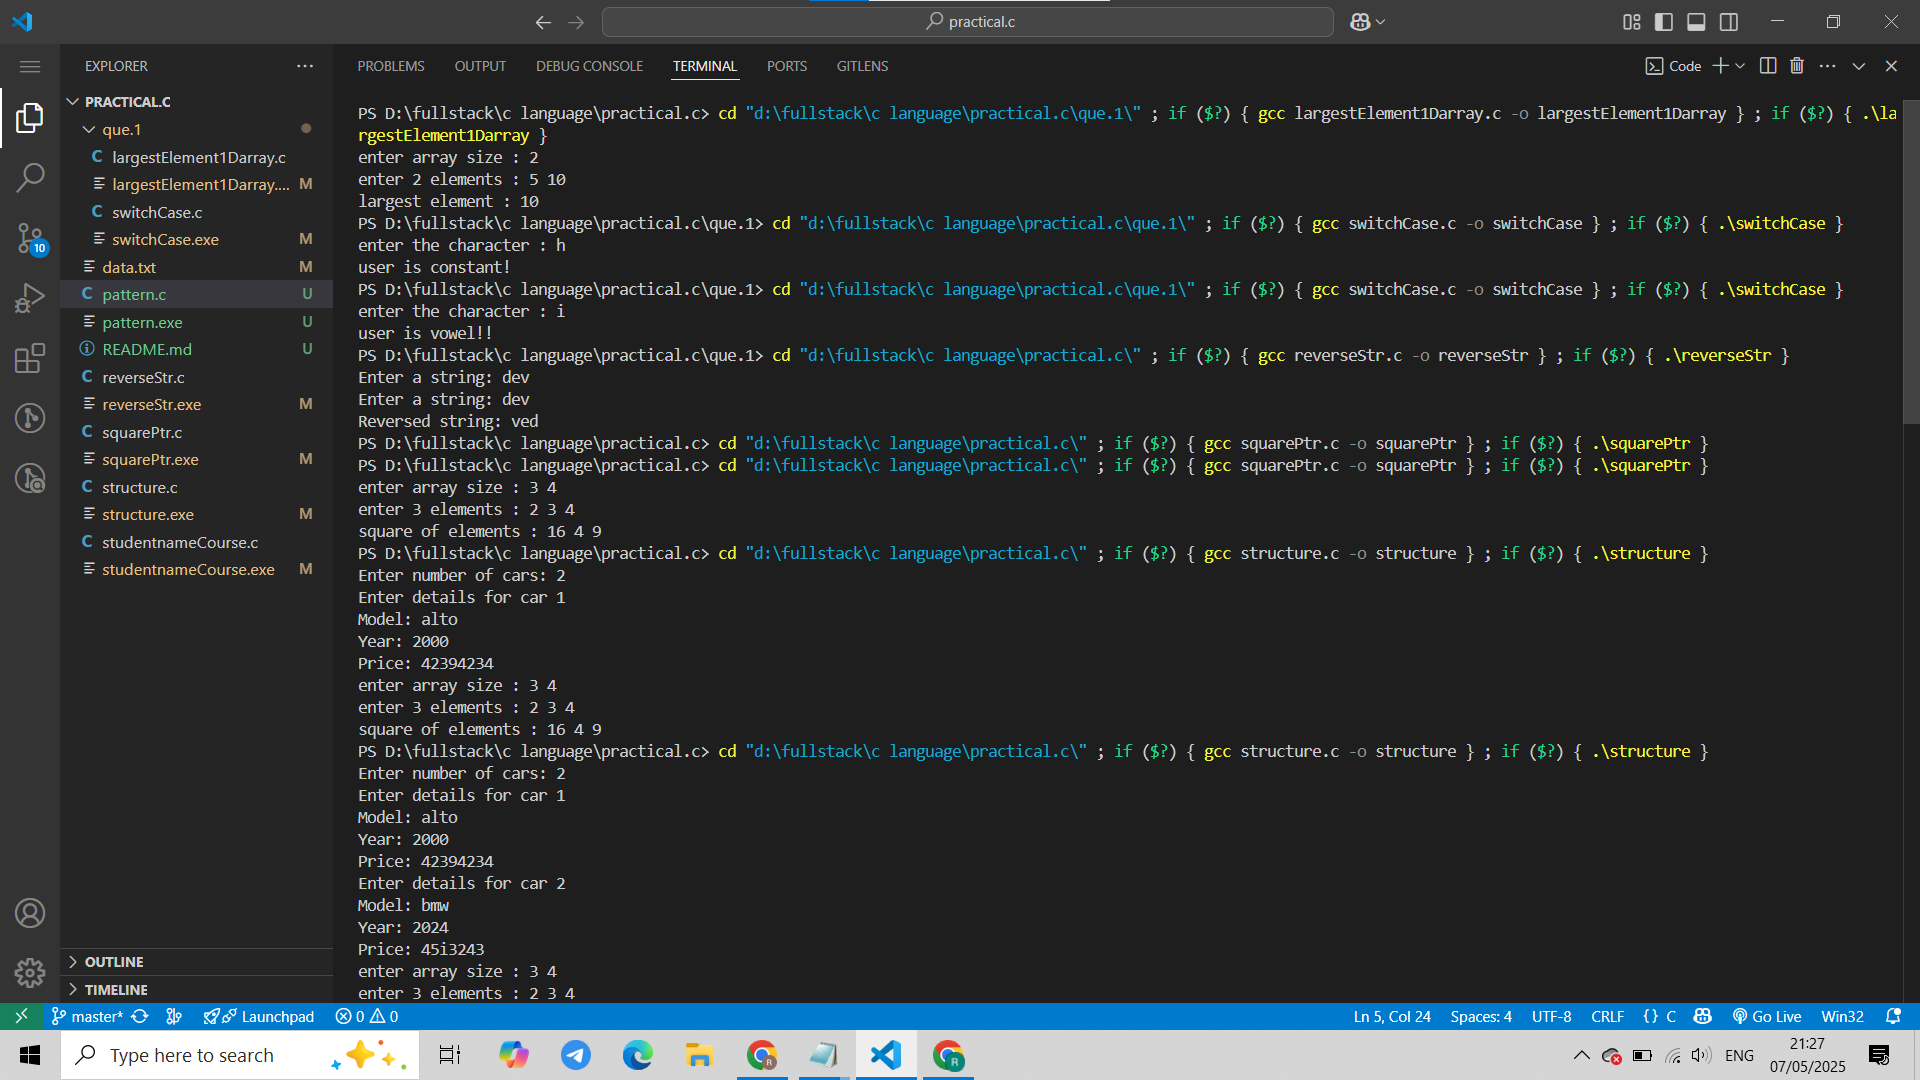 practical.c
EXPLORER
PRACTICAL.C
que.1
C largestElement1Darray.c
largestElement1Darray.... M
C switchCase.c
switchCase.exe M
data.txt M
C pattern.c U
pattern.exe U
README.md U
C reverseStr.c
reverseStr.exe M
C squarePtr.c
squarePtr.exe M
C structure.c
structure.exe M
C studentnameCourse.c
studentnameCourse.exe M
OUTLINE
TIMELINE
10
PROBLEMS OUTPUT DEBUG CONSOLE TERMINAL PORTS GITLENS
Code
PS D:\fullstack\c language\practical.c> cd "d:\fullstack\c language\practical.c\que.1\" ; if ($?) { gcc largestElement1Darray.c -o largestElement1Darray } ; if ($?) { .\la
rgestElement1Darray }
enter array size : 2
enter 2 elements : 5 10
largest element : 10
PS D:\fullstack\c language\practical.c\que.1> cd "d:\fullstack\c language\practical.c\que.1\" ; if ($?) { gcc switchCase.c -o switchCase } ; if ($?) { .\switchCase }
enter the character : h
user is constant!
PS D:\fullstack\c language\practical.c\que.1> cd "d:\fullstack\c language\practical.c\que.1\" ; if ($?) { gcc switchCase.c -o switchCase } ; if ($?) { .\switchCase }
enter the character : i
user is vowel!!
PS D:\fullstack\c language\practical.c\que.1> cd "d:\fullstack\c language\practical.c\" ; if ($?) { gcc reverseStr.c -o reverseStr } ; if ($?) { .\reverseStr }
Enter a string: dev
Enter a string: dev
Reversed string: ved
PS D:\fullstack\c language\practical.c> cd "d:\fullstack\c language\practical.c\" ; if ($?) { gcc squarePtr.c -o squarePtr } ; if ($?) { .\squarePtr }
PS D:\fullstack\c language\practical.c> cd "d:\fullstack\c language\practical.c\" ; if ($?) { gcc squarePtr.c -o squarePtr } ; if ($?) { .\squarePtr }
enter array size : 3 4
enter 3 elements : 2 3 4
square of elements : 16 4 9
PS D:\fullstack\c language\practical.c> cd "d:\fullstack\c language\practical.c\" ; if ($?) { gcc structure.c -o structure } ; if ($?) { .\structure }
Enter number of cars: 2
Enter details for car 1
Model: alto
Year: 2000
Price: 42394234
enter array size : 3 4
enter 3 elements : 2 3 4
square of elements : 16 4 9
PS D:\fullstack\c language\practical.c> cd "d:\fullstack\c language\practical.c\" ; if ($?) { gcc structure.c -o structure } ; if ($?) { .\structure }
Enter number of cars: 2
Enter details for car 1
Model: alto
Year: 2000
Price: 42394234
Enter details for car 2
Model: bmw
Year: 2024
Price: 45i3243
enter array size : 3 4
enter 3 elements : 2 3 4
master* Launchpad 0 0 Ln 5, Col 24 Spaces: 4 UTF-8 CRLF {} C Go Live Win32
Type here to search
ENG
21:27
07/05/2025